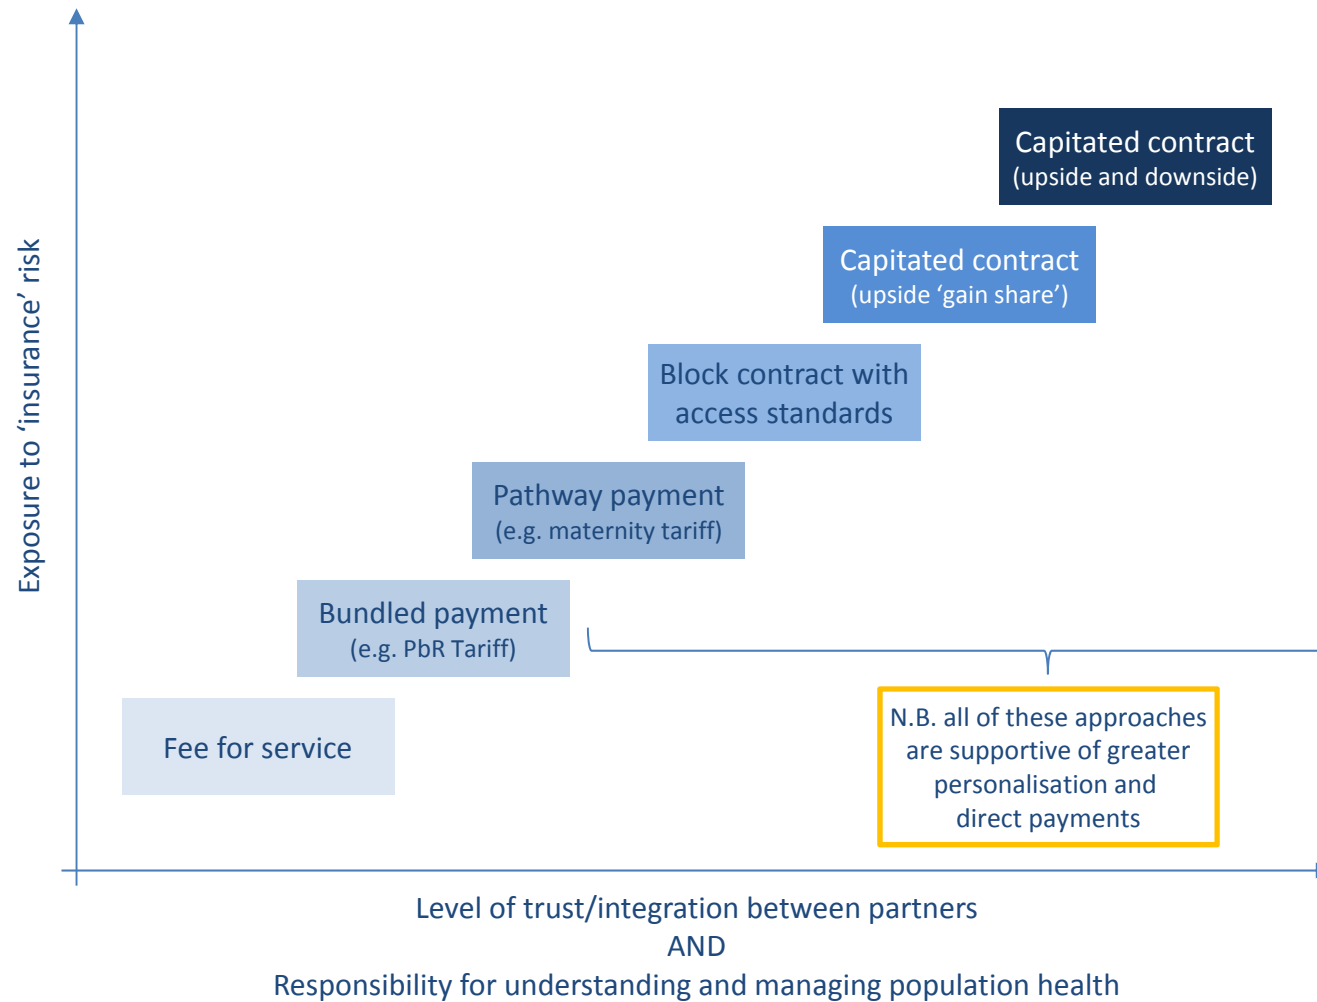 Capitated contract
(upside and downside)
Capitated contract
(upside ‘gain share’)
Block contract with
access standards
Pathway payment
(e.g. maternity tariff)
Bundled payment
(e.g. PbR Tariff)
Fee for service
N.B. all of these approaches
are supportive of greater
personalisation and
direct payments
Exposure to ‘insurance’ risk
Level of trust/integration between partners
AND
Responsibility for understanding and managing population health